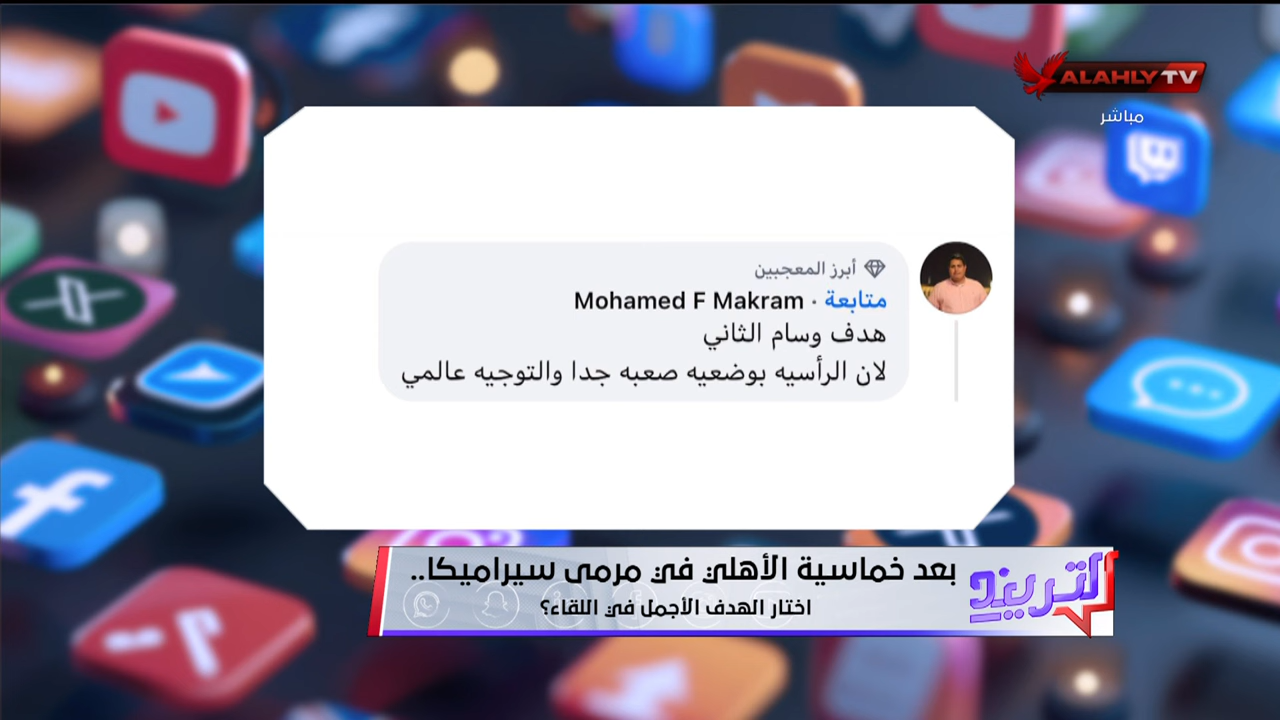 ALAHLY TV
مباشر
أبرز المعجبين
Mohamed F Makram · متابعة
هدف وسام الثاني
لان الرأسيه بوضعيه صعبه جدا والتوجيه عالمي
التريند
بعد خماسية الأهلي في مرمى سيراميكا..
اختار الهدف الأجمل في اللقاء؟